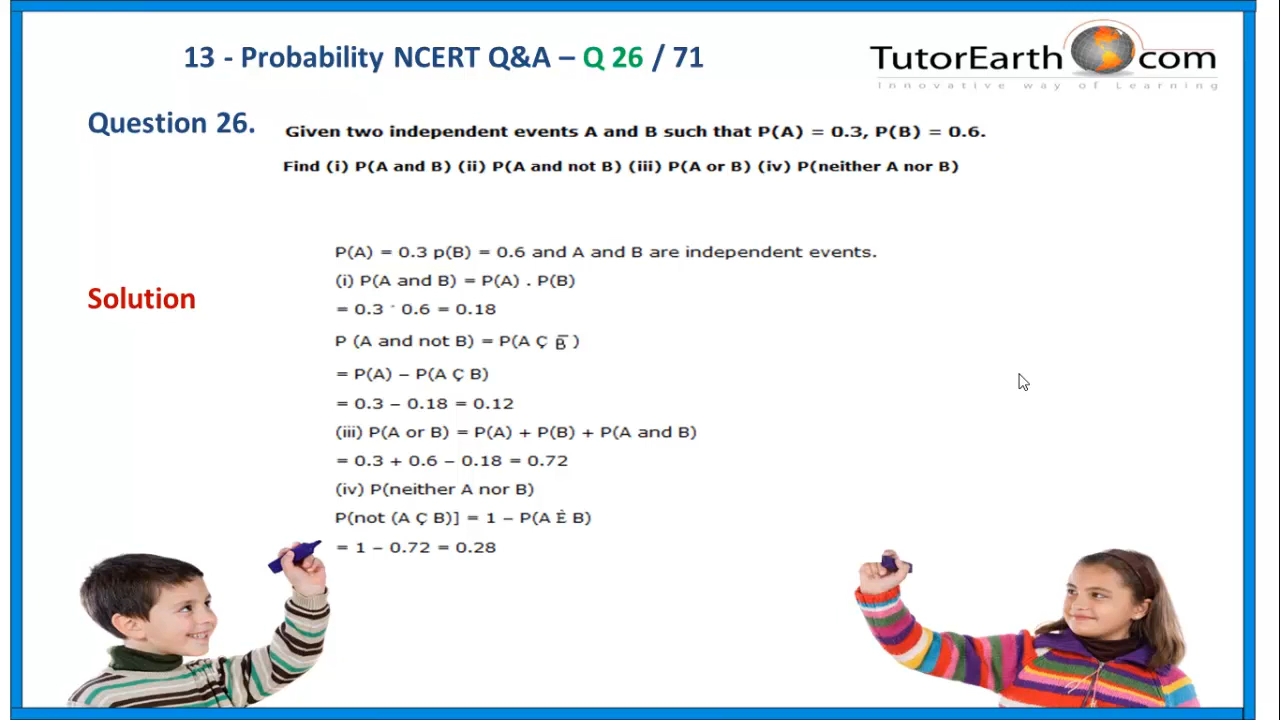 13 - Probability NCERT Q&A – Q 26 / 71
TutorEarth com
Innovative way of Learning
Question 26.
Given two independent events A and B such that P(A) = 0.3, P(B) = 0.6.
Find (i) P(A and B) (ii) P(A and not B) (iii) P(A or B) (iv) P(neither A nor B)
Solution
P(A) = 0.3 p(B) = 0.6 and A and B are independent events.
(i) P(A and B) = P(A) . P(B)
= 0.3 ´ 0.6 = 0.18
P (A and not B) = P(A Ç B̅ )
= P(A) – P(A Ç B)
= 0.3 – 0.18 = 0.12
(iii) P(A or B) = P(A) + P(B) + P(A and B)
= 0.3 + 0.6 – 0.18 = 0.72
(iv) P(neither A nor B)
P(not (A Ç B)] = 1 – P(A È B)
= 1 – 0.72 = 0.28